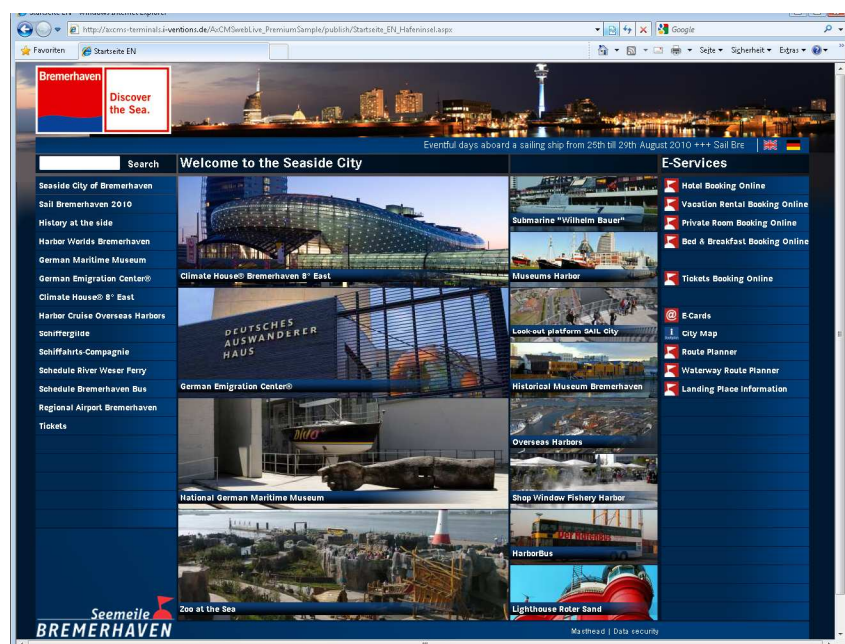 http://axcms-terminals.i-ventions.de/AxCMSwebLive_PremiumSample/publish/Startseite_EN_Hafeninsel.aspx
Google
Favoriten
Startseite EN
Seite
Sicherheit
Extras
Bremerhaven
Discover
the Sea.
Eventful days aboard a sailing ship from 25th till 29th August 2010 +++ Sail Bre
Search
Welcome to the Seaside City
E-Services
Seaside City of Bremerhaven
Sail Bremerhaven 2010
History at the side
Harbor Worlds Bremerhaven
German Maritime Museum
German Emigration Center®
Climate House® 8° East
Harbor Cruise Overseas Harbors
Schiffergilde
Schiffahrts-Compagnie
Schedule River Weser Ferry
Schedule Bremerhaven Bus
Regional Airport Bremerhaven
Tickets
Seemeile
BREMERHAVEN
Climate House® Bremerhaven 8° East
DEUTSCHES
AUSWANDERER
HAUS
German Emigration Center®
National German Maritime Museum
Zoo at the Sea
Submarine "Wilhelm Bauer"
Museums Harbor
Look-out platform SAIL City
Historical Museum Bremerhaven
Overseas Harbors
Shop Window Fishery Harbor
HarborBus
Lighthouse Roter Sand
Hotel Booking Online
Vacation Rental Booking Online
Private Room Booking Online
Bed & Breakfast Booking Online
Tickets Booking Online
E-Cards
City Map
Route Planner
Waterway Route Planner
Landing Place Information
Masthead | Data security